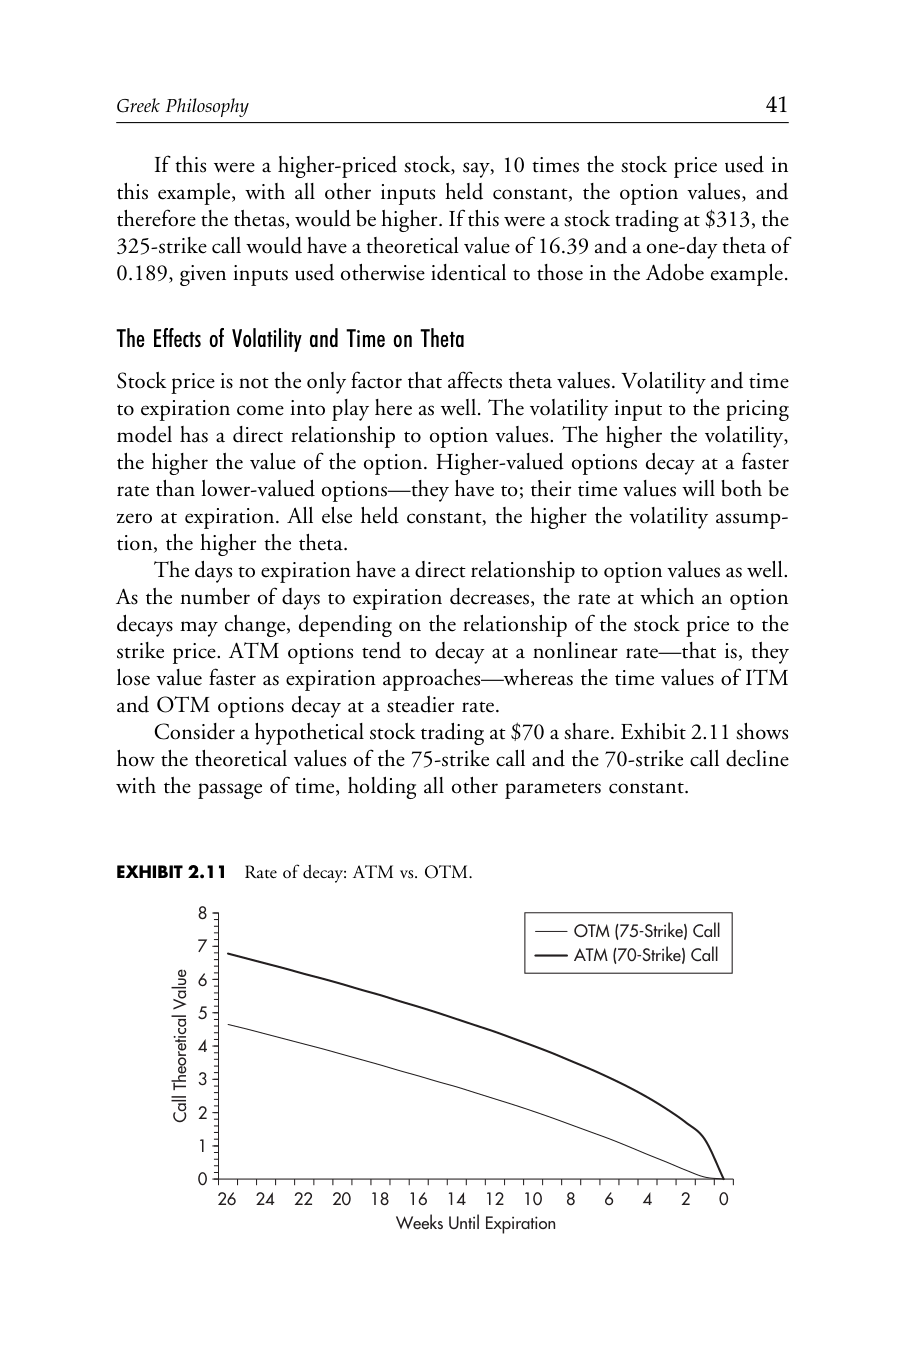 Greek Philosophy 41
If this were a higher-priced stock, say, 10 times the stock price used in
this example, with all other inputs held constant, the option values, and
therefore the thetas, would be higher. If this were a stock trading at $313, the
325-strike call would have a theoretical value of 16.39 and a one-day theta of
0.189, given inputs used otherwise identical to those in the Adobe example.
The Effects of Volatility and Time on Theta
Stock price is not the only factor that affects theta values. Volatility and time
to expiration come into play here as well. The volatility input to the pricing
model has a direct relationship to option values. The higher the volatility,
the higher the value of the option. Higher-valued options decay at a faster
rate than lower-valued options—they have to; their time values will both be
zero at expiration. All else held constant, the higher the volatility assump-
tion, the higher the theta.
The days to expiration have a direct relationship to option values as well.
As the number of days to expiration decreases, the rate at which an option
decays may change, depending on the relationship of the stock price to the
strike price. ATM options tend to decay at a nonlinear rate—that is, they
lose value faster as expiration approaches—whereas the time values of ITM
and OTM options decay at a steadier rate.
Consider a hypothetical stock trading at $70 a share. Exhibit 2.11 shows
how the theoretical values of the 75-strike call and the 70-strike call decline
with the passage of time, holding all other parameters constant.
EXHIBIT 2.11 Rate of decay: ATM vs. OTM.
OTM (75-Strike) Call
ATM (70-Strike) Call
Call Theoretical Value
8
7
6
5
4
3
2
1
0
26 24 22 20 18 16 14 12 10 8 6 4 2 0
Weeks Until Expiration